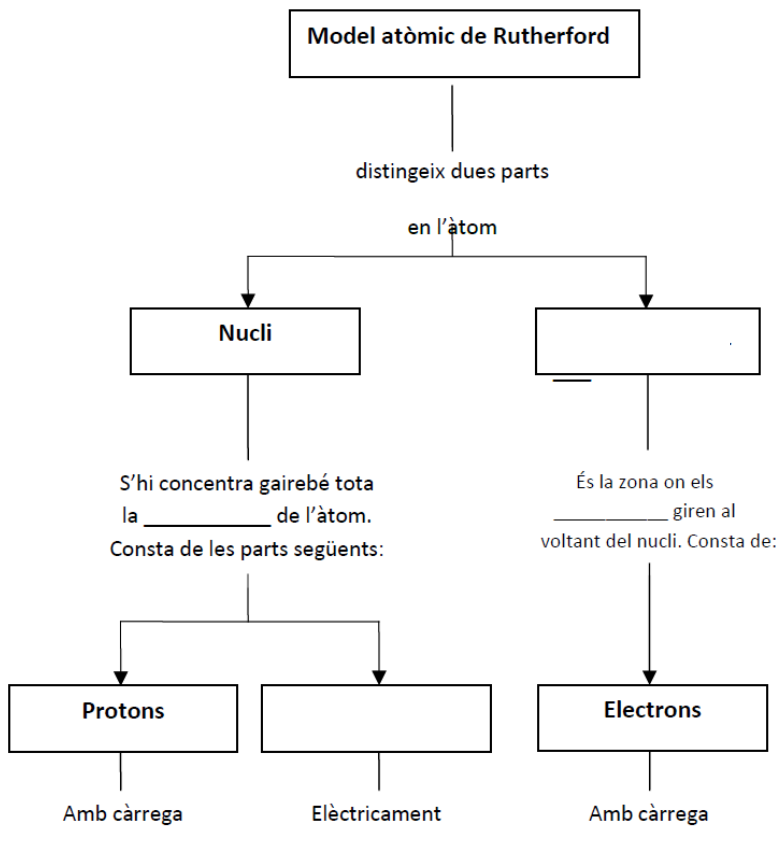 Model atòmic de Rutherford
distingeix dues parts
en l'àtom
Nucli
S'hi concentra gairebé tota
la ___________ de l'àtom.
Consta de les parts següents:
És la zona on els
___________ giren al
voltant del nucli. Consta de:
Protons
Electrons
Amb càrrega
Elèctricament
Amb càrrega